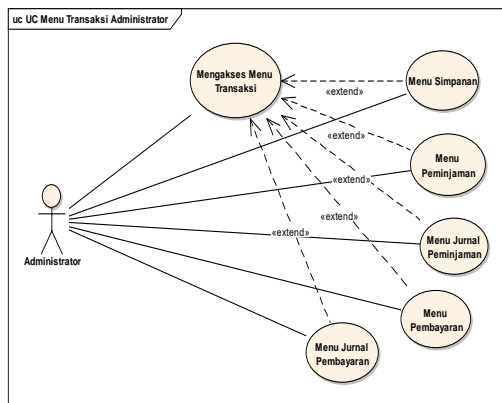 uc UC Menu Transaksi Administrator
Mengakses Menu
Transaksi
Menu Simpanan
«extend»
«extend»
Menu
Peminjaman
«extend»
«extend»
«extend»
Menu Jurnal
Peminjaman
Administrator
Menu
Pembayaran
Menu Jurnal
Pembayaran